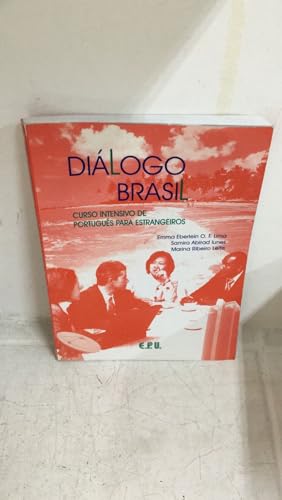 DIÁLOGO
BRASIL
CURSO INTENSIVO DE
PORTUGUÊS PARA ESTRANGEIROS
Emma Eberlein O. F. Lima
Samira Abirad Iunes
Marina Ribeiro Leite
E.P.U.